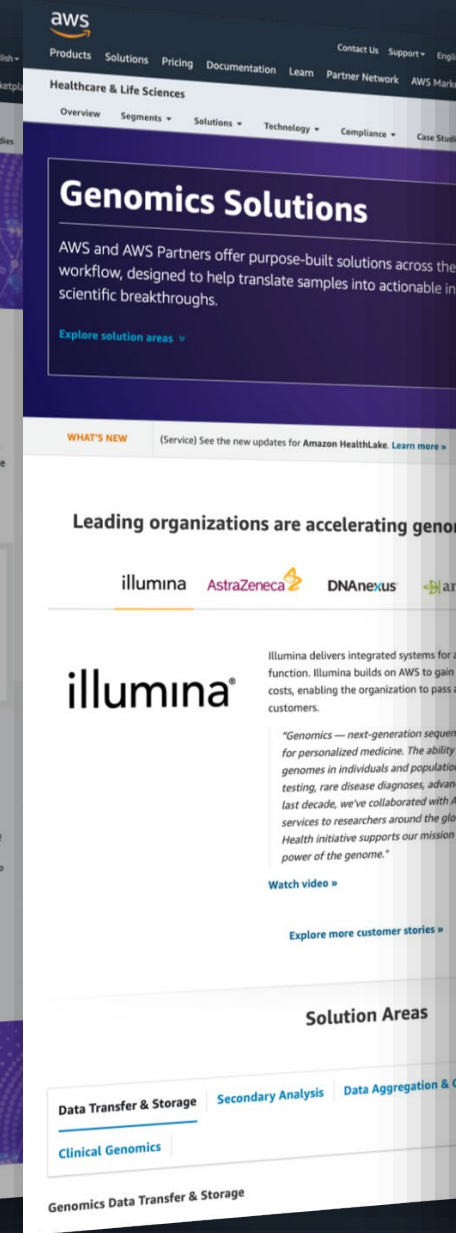 aws
Contact Us Support Engli
Products Solutions Pricing Documentation Learn Partner Network AWS Mark
Healthcare & Life Sciences
Overview Segments Solutions Technology Compliance Case Studi
Genomics Solutions
AWS and AWS Partners offer purpose-built solutions across the
workflow, designed to help translate samples into actionable in
scientific breakthroughs.
Explore solution areas
WHAT'S NEW (Service) See the new updates for Amazon HealthLake. Learn more »
Leading organizations are accelerating genor
illumına AstraZeneca DNAnexus
illumına®
Illumina delivers integrated systems for a
function. Illumina builds on AWS to gain
costs, enabling the organization to pass a
customers.
"Genomics — next-generation sequen
for personalized medicine. The ability
genomes in individuals and population
testing, rare disease diagnoses, advan
last decade, we've collaborated with A
services to researchers around the glo
Health initiative supports our mission
power of the genome."
Watch video »
Explore more customer stories »
Solution Areas
Data Transfer & Storage Secondary Analysis Data Aggregation &
Clinical Genomics
Genomics Data Transfer & Storage